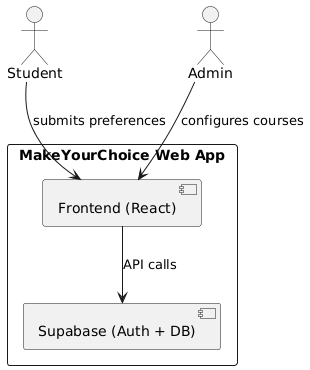 Student
Admin
submits preferences
configures courses
MakeYourChoice Web App
Frontend (React)
API calls
Supabase (Auth + DB)